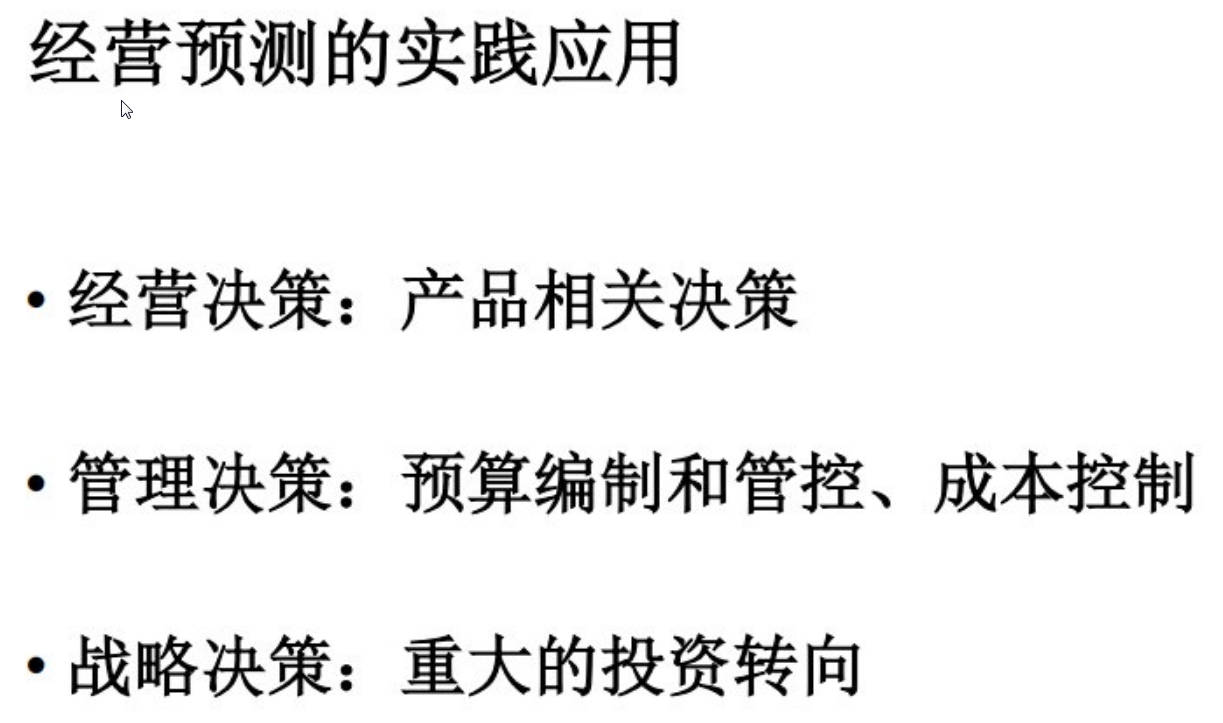 经营预测的实践应用
• 经营决策：产品相关决策
• 管理决策：预算编制和管控、成本控制
• 战略决策：重大的投资转向